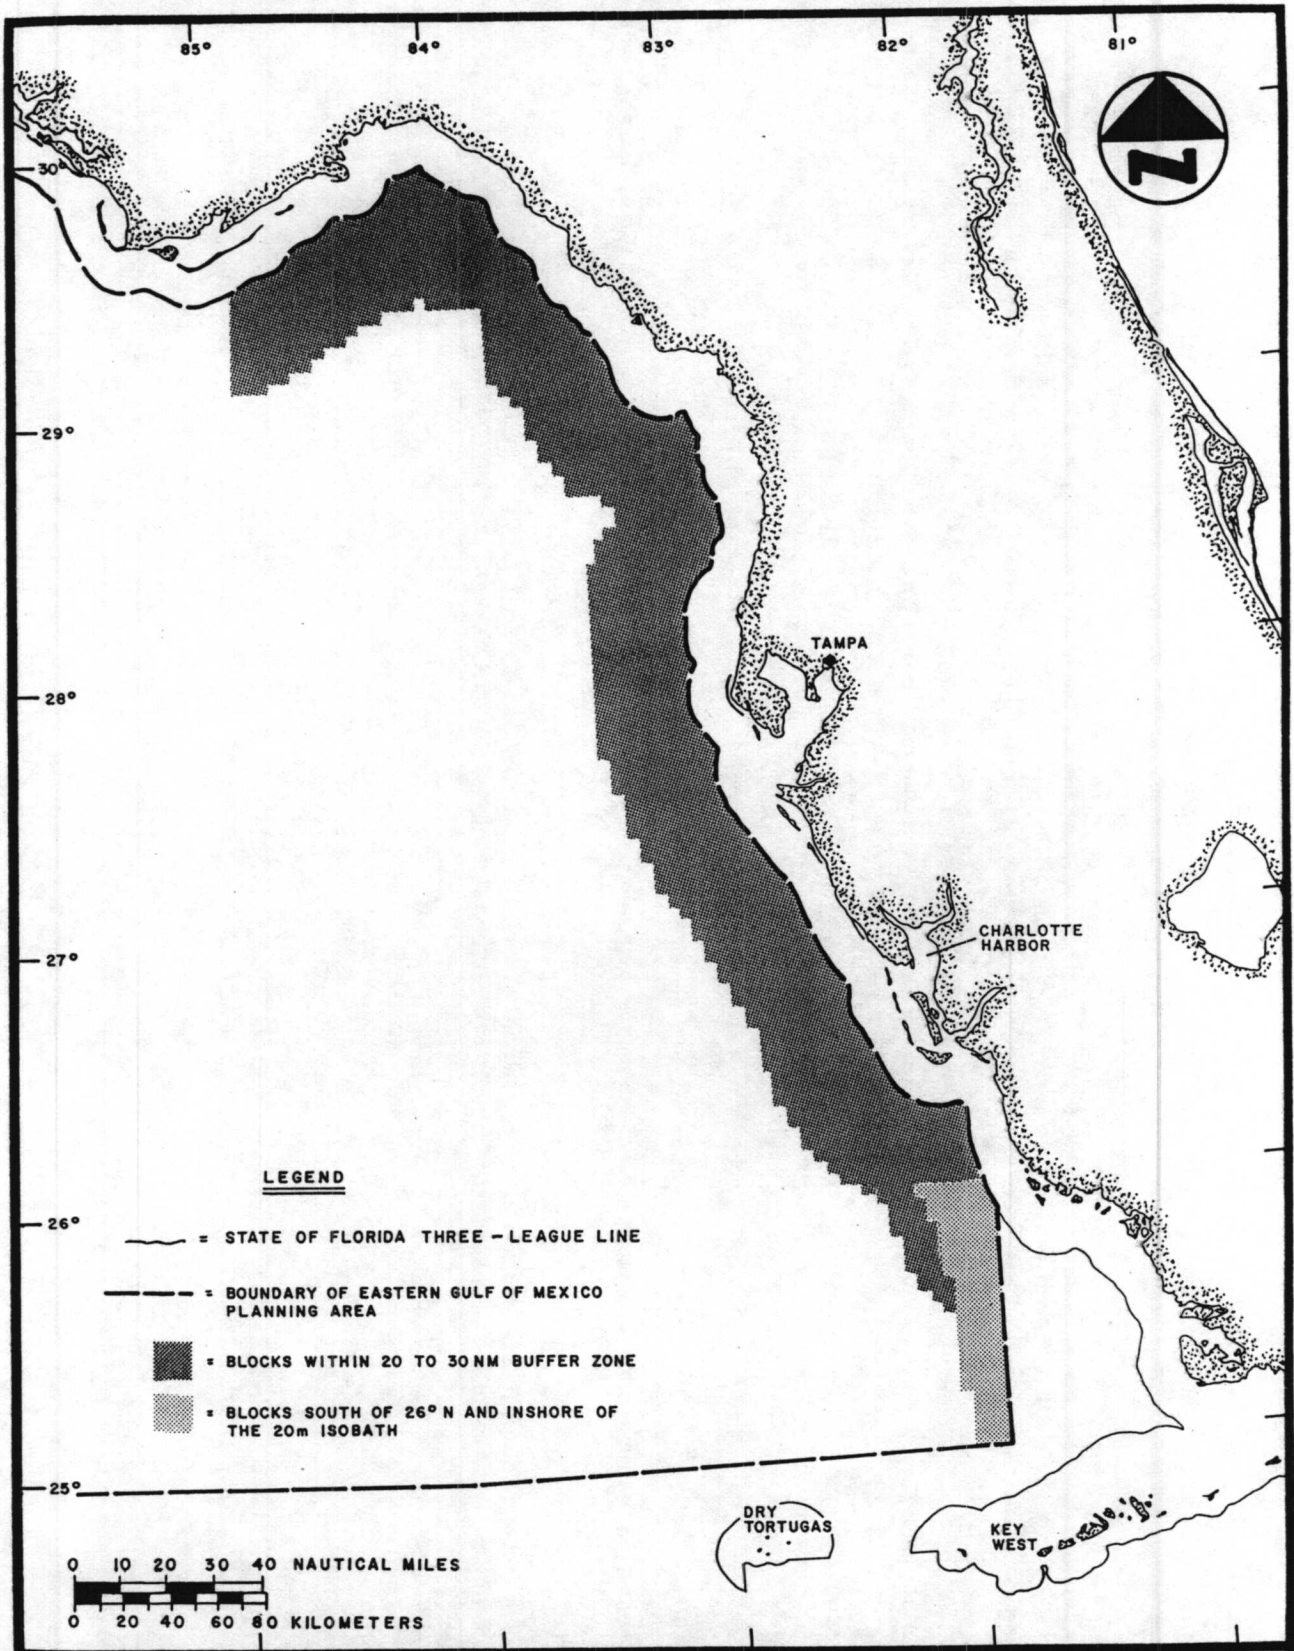 85° 84° 83° 82° 81°
N
30°
29°
TAMPA
28°
CHARLOTTE
HARBOR
27°
LEGEND
26°
= STATE OF FLORIDA THREE – LEAGUE LINE
= BOUNDARY OF EASTERN GULF OF MEXICO
PLANNING AREA
= BLOCKS WITHIN 20 TO 30 NM BUFFER ZONE
= BLOCKS SOUTH OF 26° N AND INSHORE OF
THE 20m ISOBATH
25°
DRY
TORTUGAS
KEY
WEST
0 10 20 30 40 NAUTICAL MILES
0 20 40 60 80 KILOMETERS